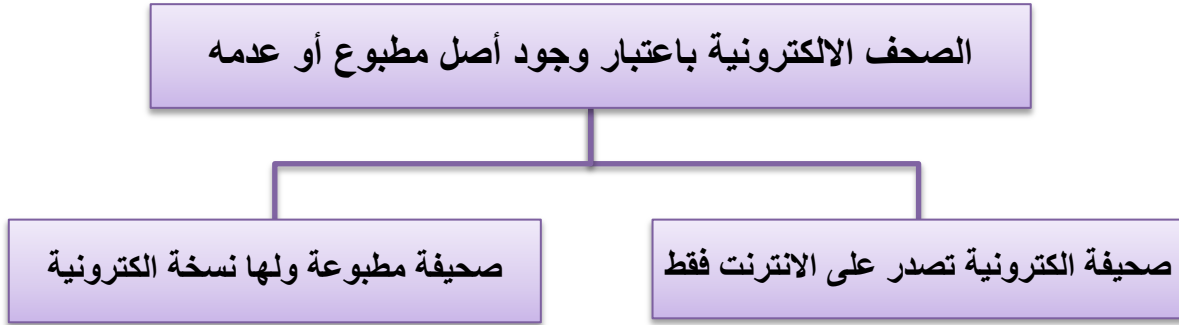 الصحف الالكترونية باعتبار وجود أصل مطبوع أو عدمه
صحيفة الكترونية تصدر على الانترنت فقط
صحيفة مطبوعة ولها نسخة الكترونية